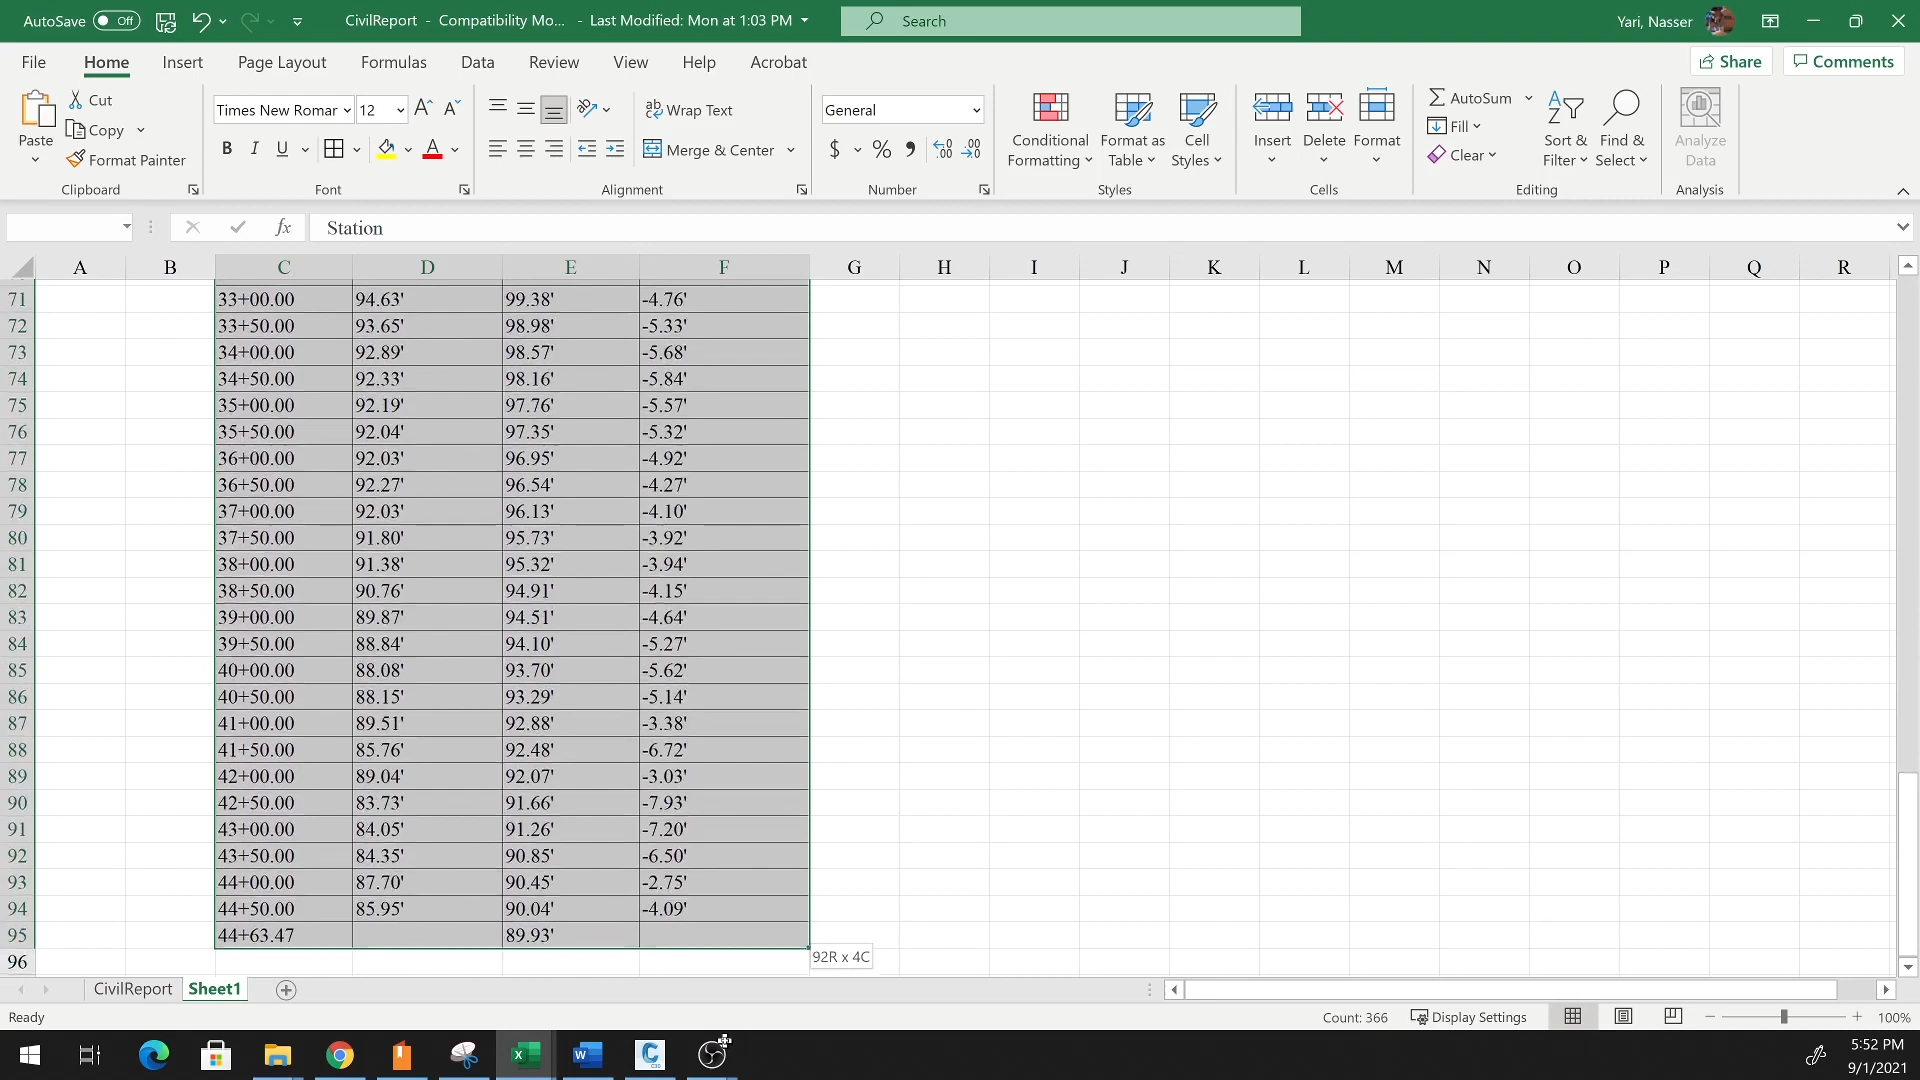 AutoSave Off CivilReport - Compatibility Mo... - Last Modified: Mon at 1:03 PM Search Yari, Nasser
File Home Insert Page Layout Formulas Data Review View Help Acrobat Share Comments
Paste Cut Copy Format Painter Clipboard
Times New Romar 12 A^ A˅ B I U A Font
ab Wrap Text Merge & Center Alignment
General $ % , .00 .00 Number
Conditional Formatting Format as Table Cell Styles Styles
Insert Delete Format Cells
AutoSum Fill Clear Sort & Filter Find & Select Editing
Analyze Data Analysis
fx Station
A B C D E F G H I J K L M N O P Q R
71 33+00.00 94.63' 99.38' -4.76'
72 33+50.00 93.65' 98.98' -5.33'
73 34+00.00 92.89' 98.57' -5.68'
74 34+50.00 92.33' 98.16' -5.84'
75 35+00.00 92.19' 97.76' -5.57'
76 35+50.00 92.04' 97.35' -5.32'
77 36+00.00 92.03' 96.95' -4.92'
78 36+50.00 92.27' 96.54' -4.27'
79 37+00.00 92.03' 96.13' -4.10'
80 37+50.00 91.80' 95.73' -3.92'
81 38+00.00 91.38' 95.32' -3.94'
82 38+50.00 90.76' 94.91' -4.15'
83 39+00.00 89.87' 94.51' -4.64'
84 39+50.00 88.84' 94.10' -5.27'
85 40+00.00 88.08' 93.70' -5.62'
86 40+50.00 88.15' 93.29' -5.14'
87 41+00.00 89.51' 92.88' -3.38'
88 41+50.00 85.76' 92.48' -6.72'
89 42+00.00 89.04' 92.07' -3.03'
90 42+50.00 83.73' 91.66' -7.93'
91 43+00.00 84.05' 91.26' -7.20'
92 43+50.00 84.35' 90.85' -6.50'
93 44+00.00 87.70' 90.45' -2.75'
94 44+50.00 85.95' 90.04' -4.09'
95 44+63.47 89.93'
92R x 4C
96
CivilReport Sheet1
Ready Count: 366 Display Settings 100%
5:52 PM
9/1/2021